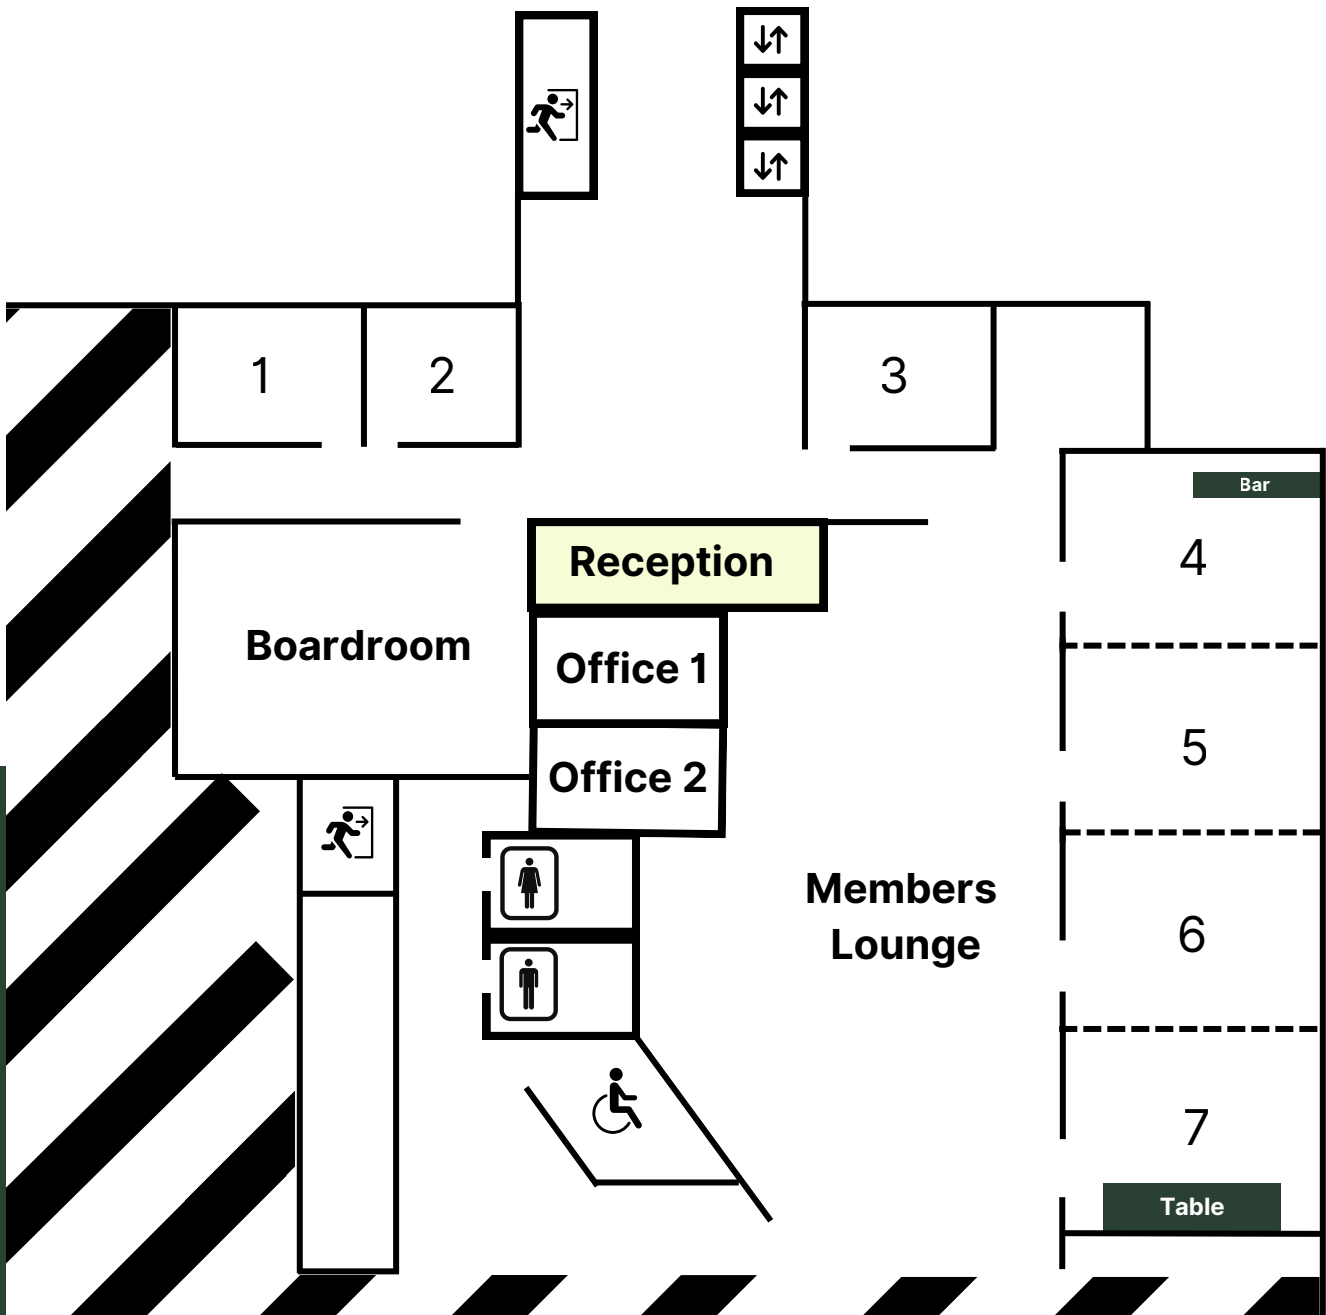 1
2
3
Bar
4
Reception
Boardroom
Office 1
5
Office 2
Members
Lounge
6
7
Table